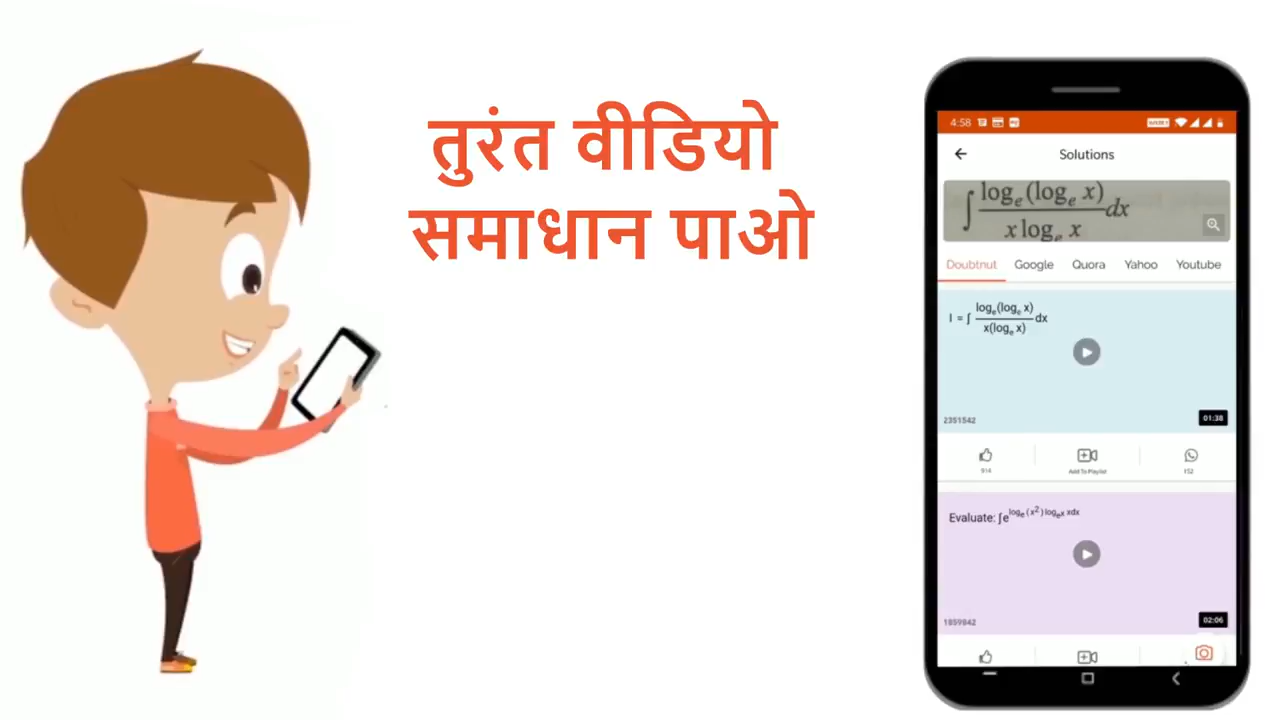 तुरंत वीडियो
समाधान पाओ
4:58
Solutions
∫ logₑ(logₑ x) / x logₑ x dx
Doubtnut Google Quora Yahoo Youtube
I = ∫ logₑ(logₑ x) / x(logₑ x) dx
2351542 01:38
914 Add To Playlist 152
Evaluate: ∫e^logₑ(x²)logₑx xdx
1859842 02:06